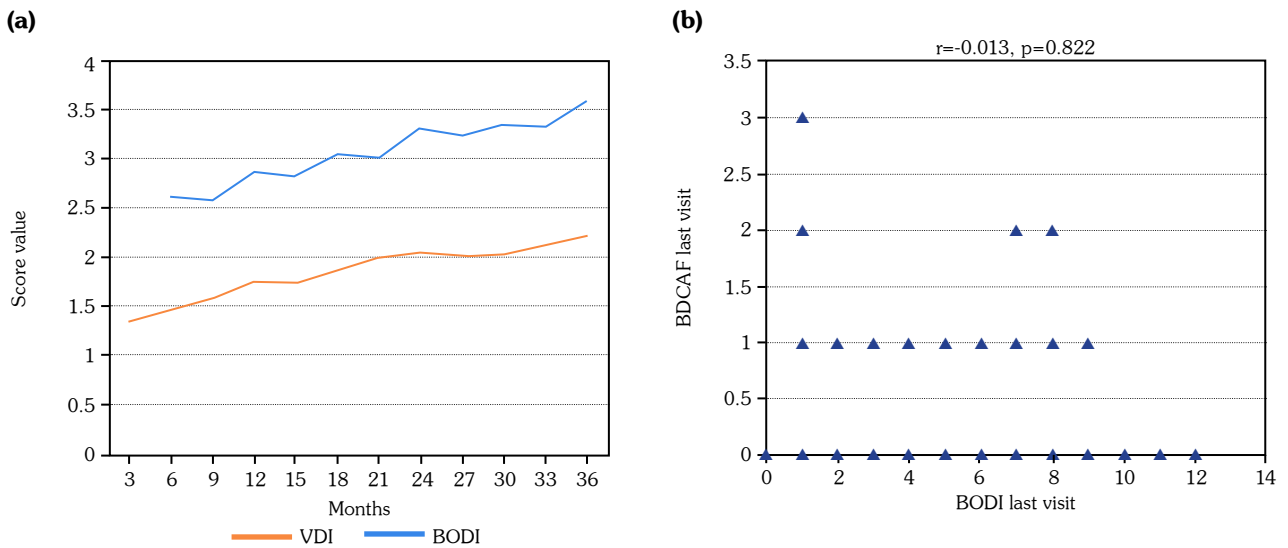 (a)
4
3.5
3
2.5
2
1.5
1
0.5
0
Score value
3 6 9 12 15 18 21 24 27 30 33 36
Months
VDI BODI
(b)
r=-0.013, p=0.822
3.5
3
2.5
2
1.5
1
0.5
0
BDCAF last visit
0 2 4 6 8 10 12 14
BODI last visit